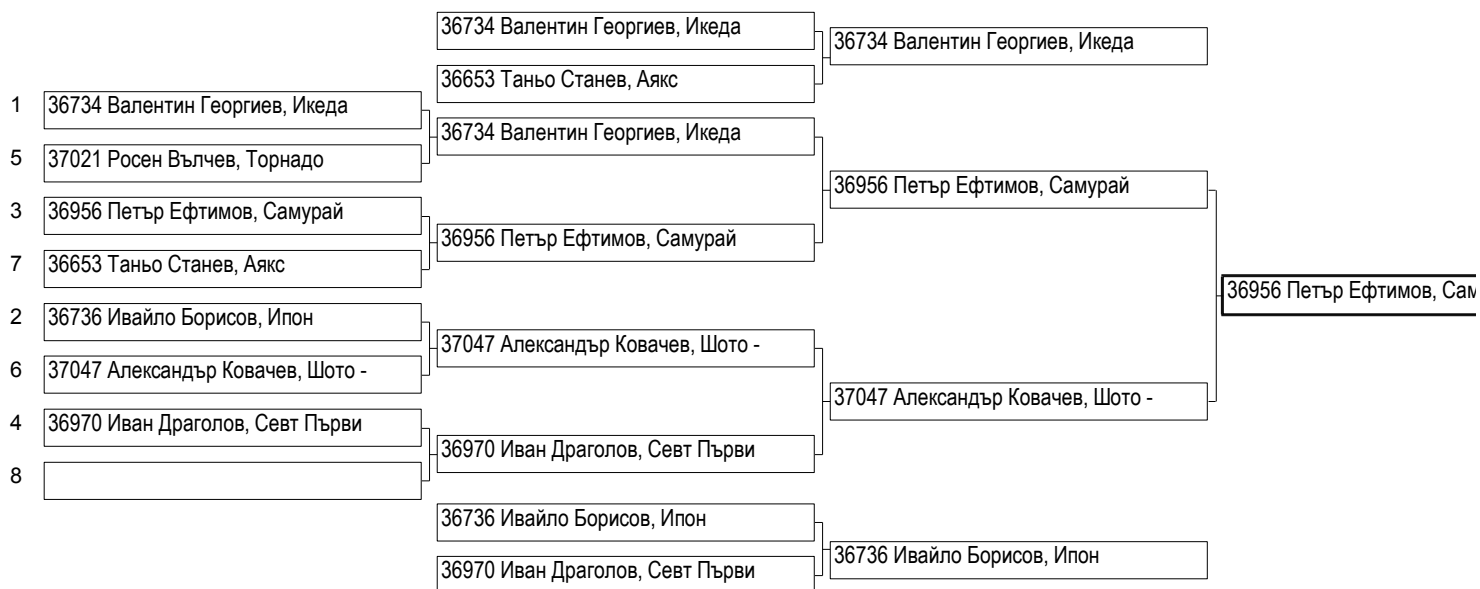 36734 Валентин Георгиев, Икеда
36734 Валентин Георгиев, Икеда
36653 Таньо Станев, Аякс
1 36734 Валентин Георгиев, Икеда
36734 Валентин Георгиев, Икеда
5 37021 Росен Вълчев, Торнадо
36956 Петър Ефтимов, Самурай
3 36956 Петър Ефтимов, Самурай
36956 Петър Ефтимов, Самурай
7 36653 Таньо Станев, Аякс
36956 Петър Ефтимов, Сам
2 36736 Ивайло Борисов, Ипон
37047 Александър Ковачев, Шото -
6 37047 Александър Ковачев, Шото -
37047 Александър Ковачев, Шото -
4 36970 Иван Драголов, Севт Първи
36970 Иван Драголов, Севт Първи
8
36736 Ивайло Борисов, Ипон
36736 Ивайло Борисов, Ипон
36970 Иван Драголов, Севт Първи